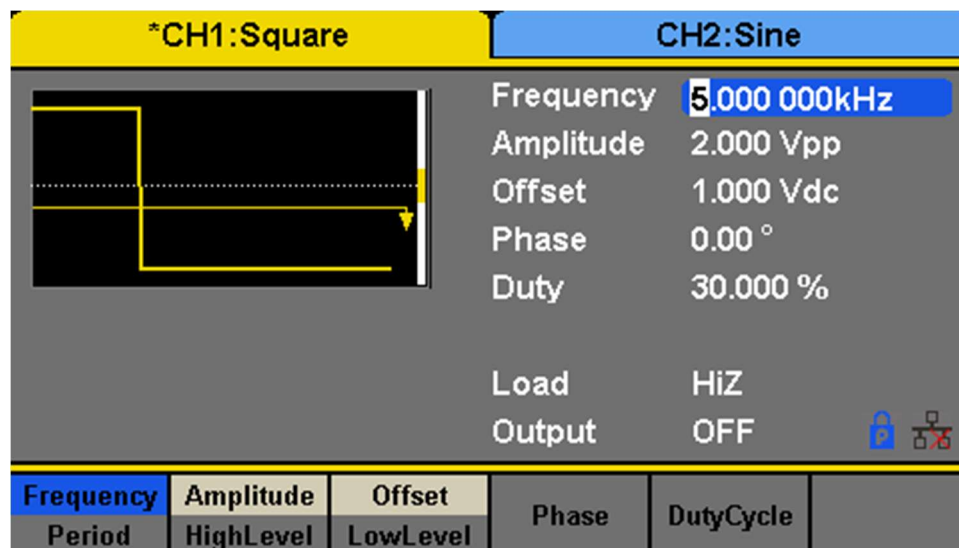 *CH1:Square
CH2:Sine
Frequency 5.000 000kHz
Amplitude 2.000 Vpp
Offset 1.000 Vdc
Phase 0.00 °
Duty 30.000 %
Load HiZ
Output OFF
P
Frequency Amplitude Offset Phase DutyCycle
Period HighLevel LowLevel